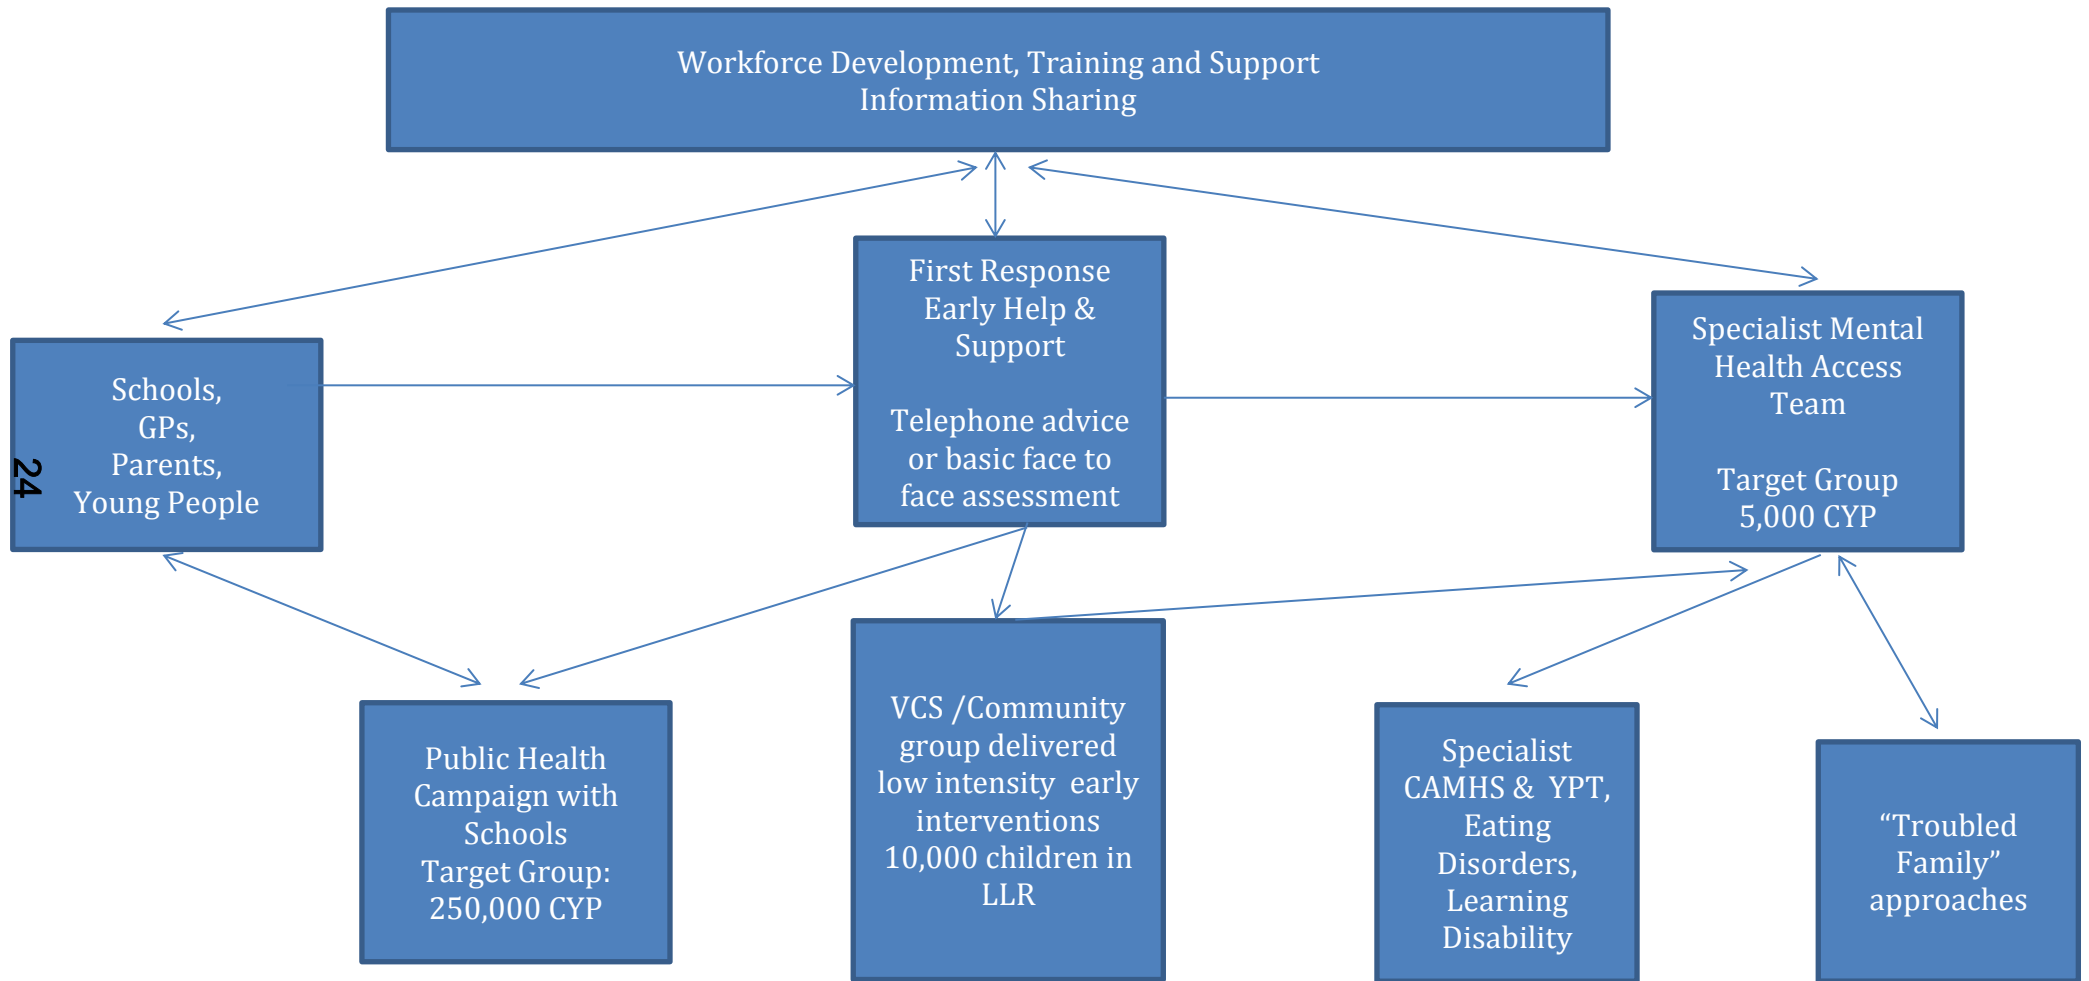 Workforce Development, Training and Support
Information Sharing
First Response
Early Help &
Support
Telephone advice
or basic face to
face assessment
Specialist Mental
Health Access
Team
Target Group
5,000 CYP
Schools,
GPs,
Parents,
Young People
24
Public Health
Campaign with
Schools
Target Group:
250,000 CYP
VCS /Community
group delivered
low intensity  early
interventions
10,000 children in
LLR
Specialist
CAMHS &  YPT,
Eating
Disorders,
Learning
Disability
“Troubled
Family”
approaches